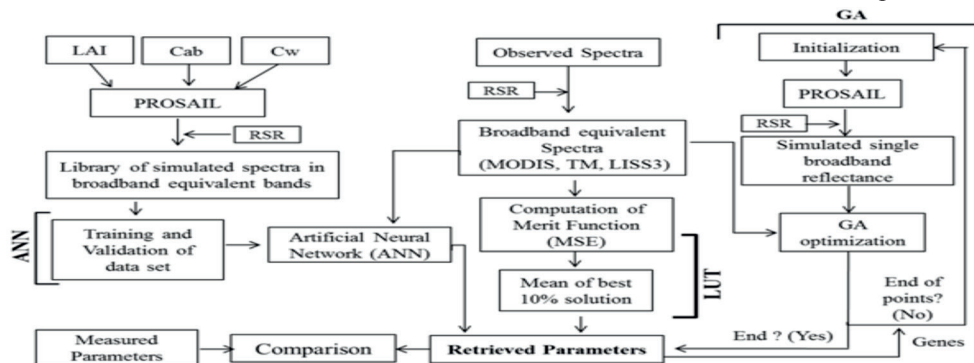 GA
LAI
Cab
Cw
PROSAIL
RSR
Library of simulated spectra in
broadband equivalent bands
ANN
Training and
Validation of
data set
Artificial Neural
Network (ANN)
Observed Spectra
RSR
Broadband equivalent
Spectra
(MODIS, TM, LISS3)
Computation of
Merit Function
(MSE)
Mean of best
10% solution
LUT
Initialization
PROSAIL
RSR
Simulated single
broadband
reflectance
GA
optimization
End of
points?
(No)
End ? (Yes)
Genes
Measured
Parameters
Comparison
Retrieved Parameters